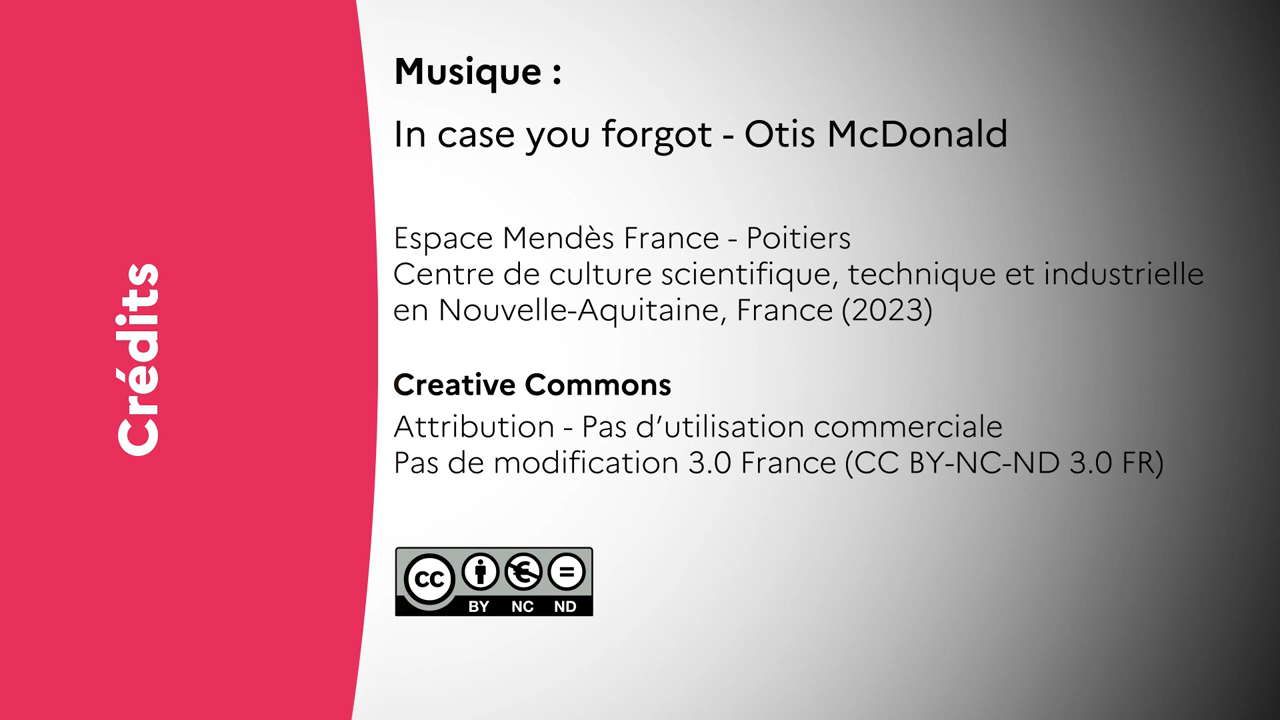 Crédits
Musique :
In case you forgot - Otis McDonald
Espace Mendès France - Poitiers
Centre de culture scientifique, technique et industrielle
en Nouvelle-Aquitaine, France (2023)
Creative Commons
Attribution - Pas d’utilisation commerciale
Pas de modification 3.0 France (CC BY-NC-ND 3.0 FR)
CC
BY NC ND